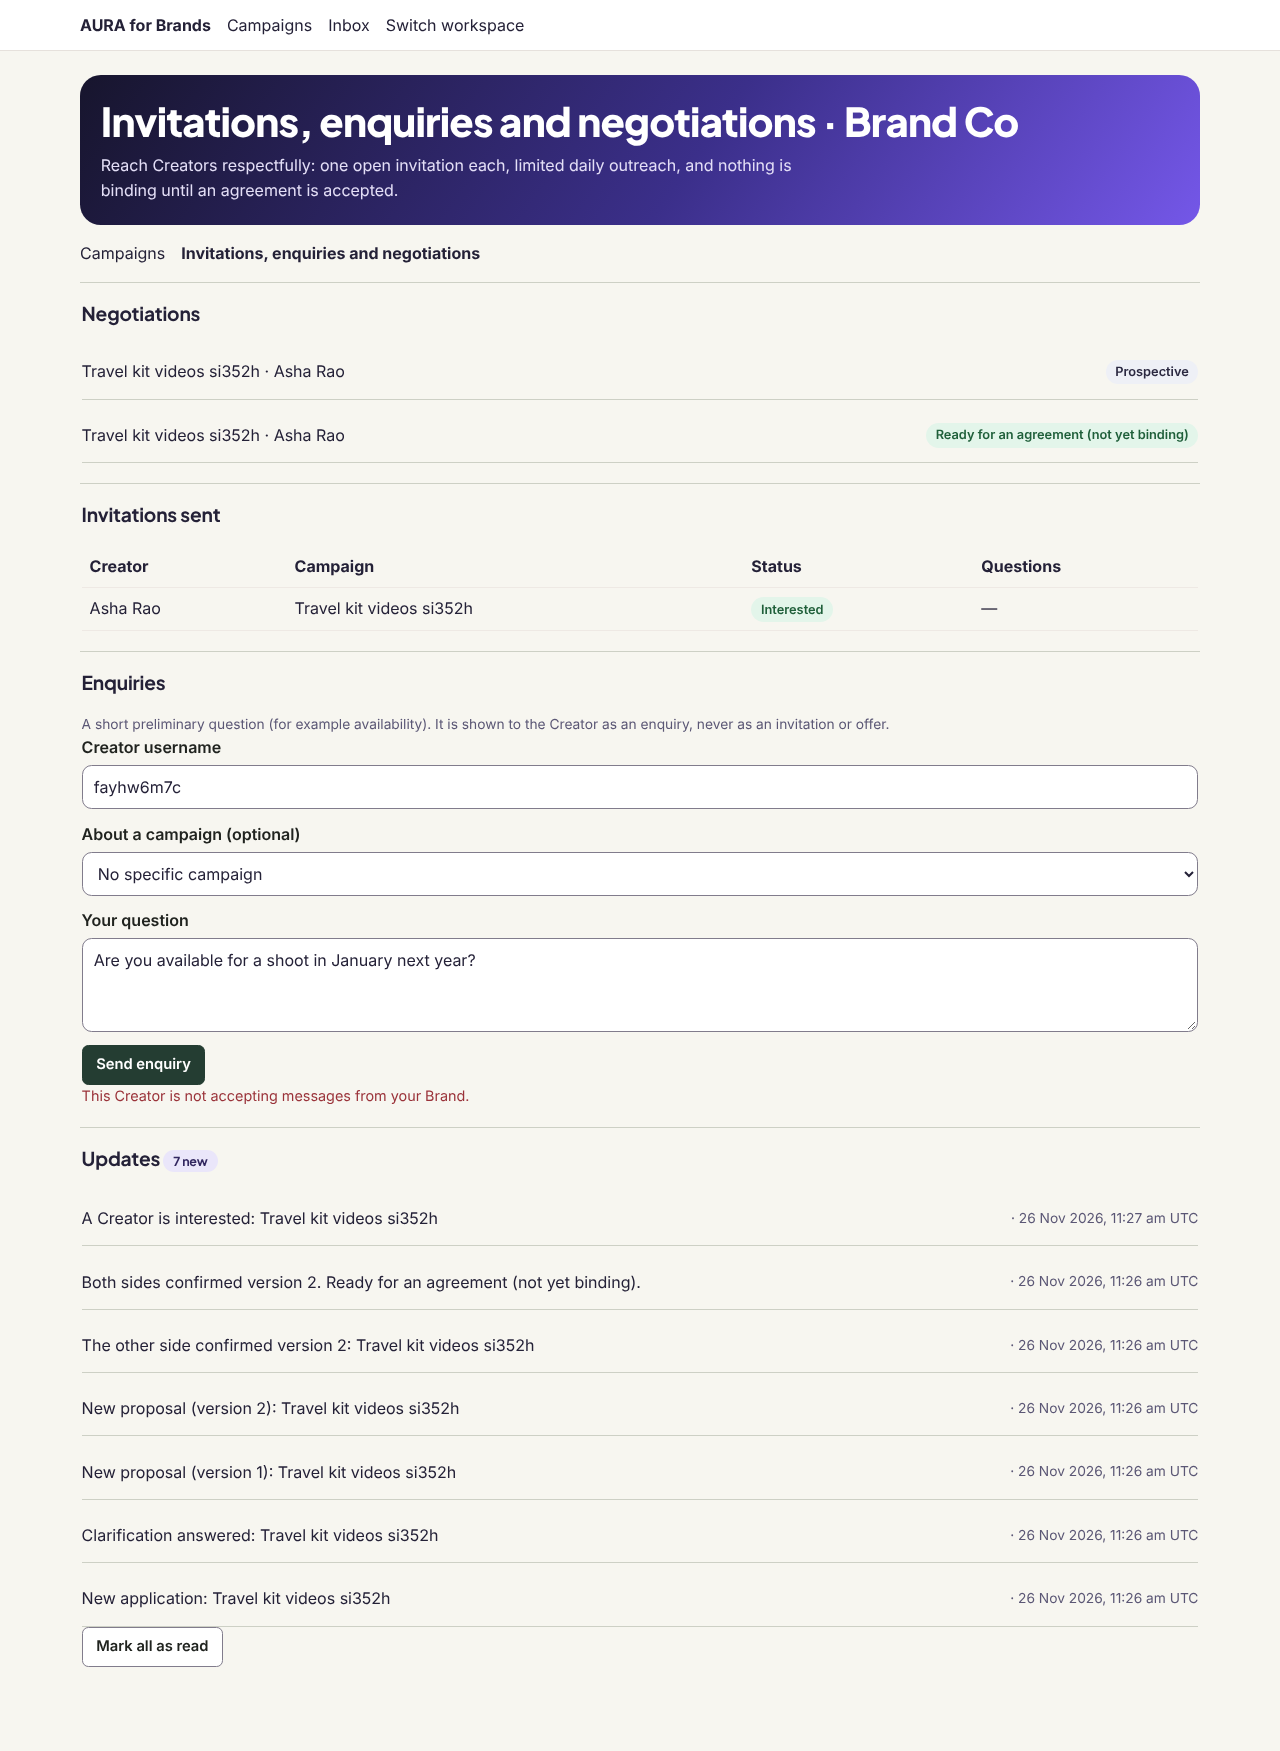 AURA for Brands Campaigns Inbox Switch workspace
Invitations, enquiries and negotiations · Brand Co
Reach Creators respectfully: one open invitation each, limited daily outreach, and nothing is
binding until an agreement is accepted.
Campaigns Invitations, enquiries and negotiations
Negotiations
Travel kit videos si352h · Asha Rao Prospective
Travel kit videos si352h · Asha Rao Ready for an agreement (not yet binding)
Invitations sent
Creator Campaign Status Questions
Asha Rao Travel kit videos si352h Interested —
Enquiries
A short preliminary question (for example availability). It is shown to the Creator as an enquiry, never as an invitation or offer.
Creator username
fayhw6m7c
About a campaign (optional)
No specific campaign
Your question
Are you available for a shoot in January next year?
Send enquiry
This Creator is not accepting messages from your Brand.
Updates 7 new
A Creator is interested: Travel kit videos si352h · 26 Nov 2026, 11:27 am UTC
Both sides confirmed version 2. Ready for an agreement (not yet binding). · 26 Nov 2026, 11:26 am UTC
The other side confirmed version 2: Travel kit videos si352h · 26 Nov 2026, 11:26 am UTC
New proposal (version 2): Travel kit videos si352h · 26 Nov 2026, 11:26 am UTC
New proposal (version 1): Travel kit videos si352h · 26 Nov 2026, 11:26 am UTC
Clarification answered: Travel kit videos si352h · 26 Nov 2026, 11:26 am UTC
New application: Travel kit videos si352h · 26 Nov 2026, 11:26 am UTC
Mark all as read